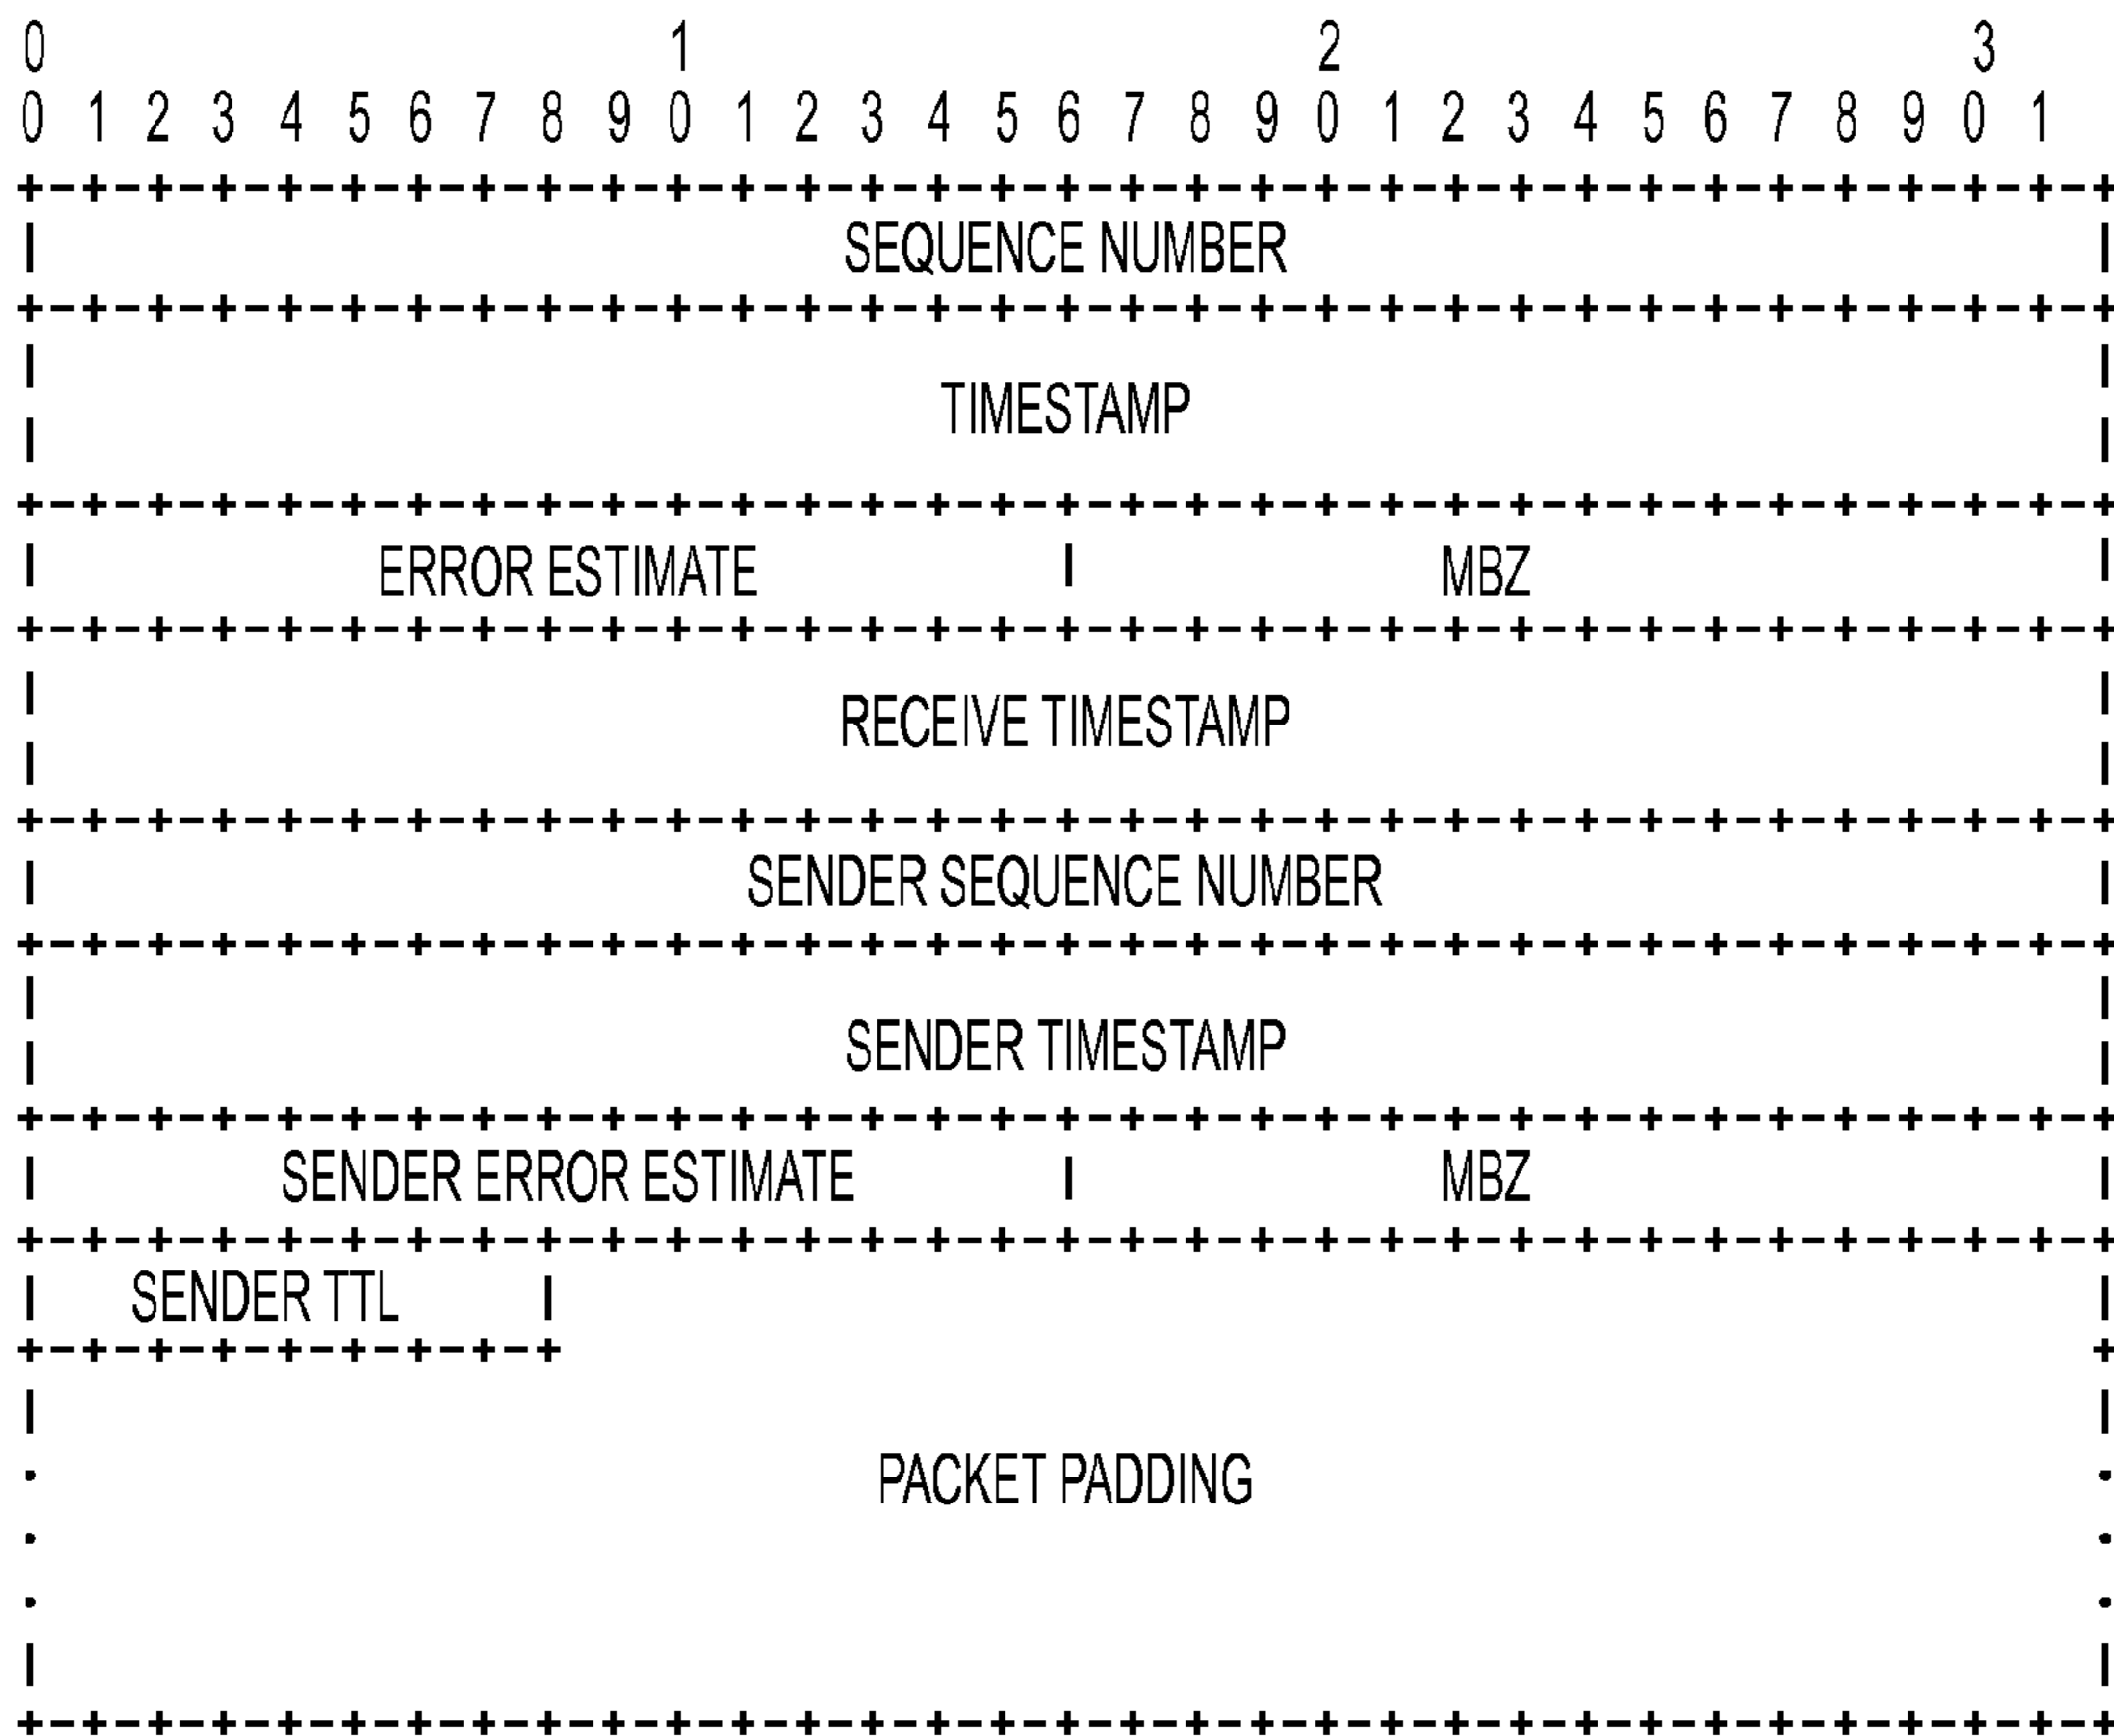 0 1 2 3
0 1 2 3 4 5 6 7 8 9 0 1 2 3 4 5 6 7 8 9 0 1 2 3 4 5 6 7 8 9 0 1
SEQUENCE NUMBER
TIMESTAMP
ERROR ESTIMATE | MBZ
RECEIVE TIMESTAMP
SENDER SEQUENCE NUMBER
SENDER TIMESTAMP
SENDER ERROR ESTIMATE | MBZ
SENDER TTL
PACKET PADDING